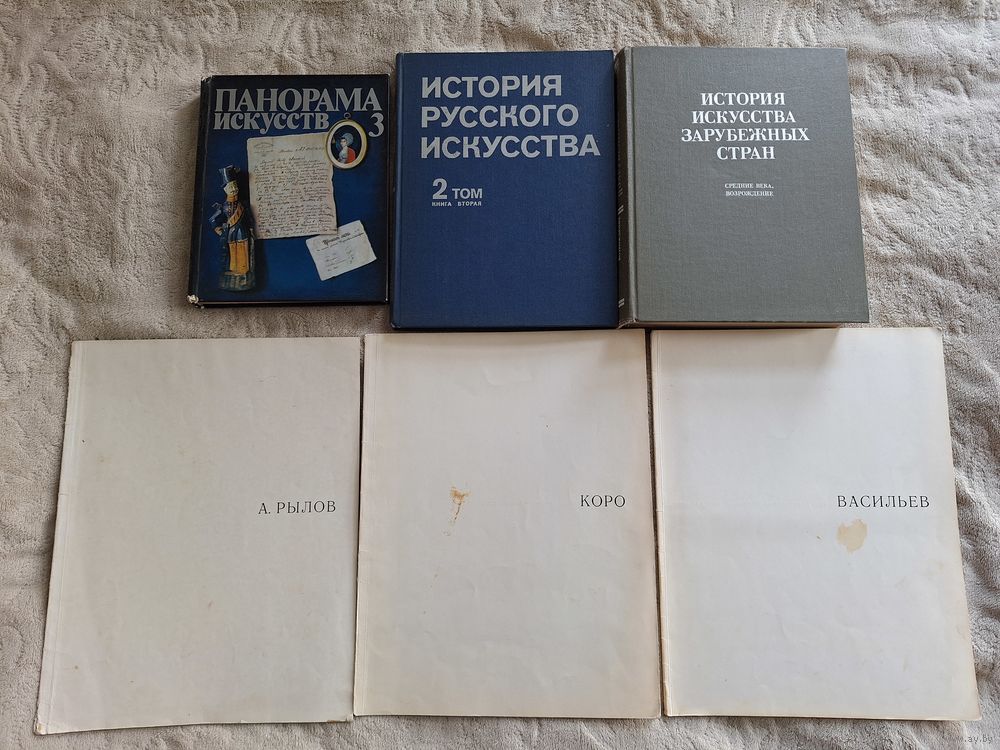 ПАНОРАМА
ИСКУССТВ 3
ИСТОРИЯ
РУССКОГО
ИСКУССТВА
2 ТОМ
КНИГА ВТОРАЯ
ИСТОРИЯ
ИСКУССТВА
ЗАРУБЕЖНЫХ
СТРАН
СРЕДНИЕ ВЕКА,
ВОЗРОЖДЕНИЕ
А. РЫЛОВ
КОРО
ВАСИЛЬЕВ